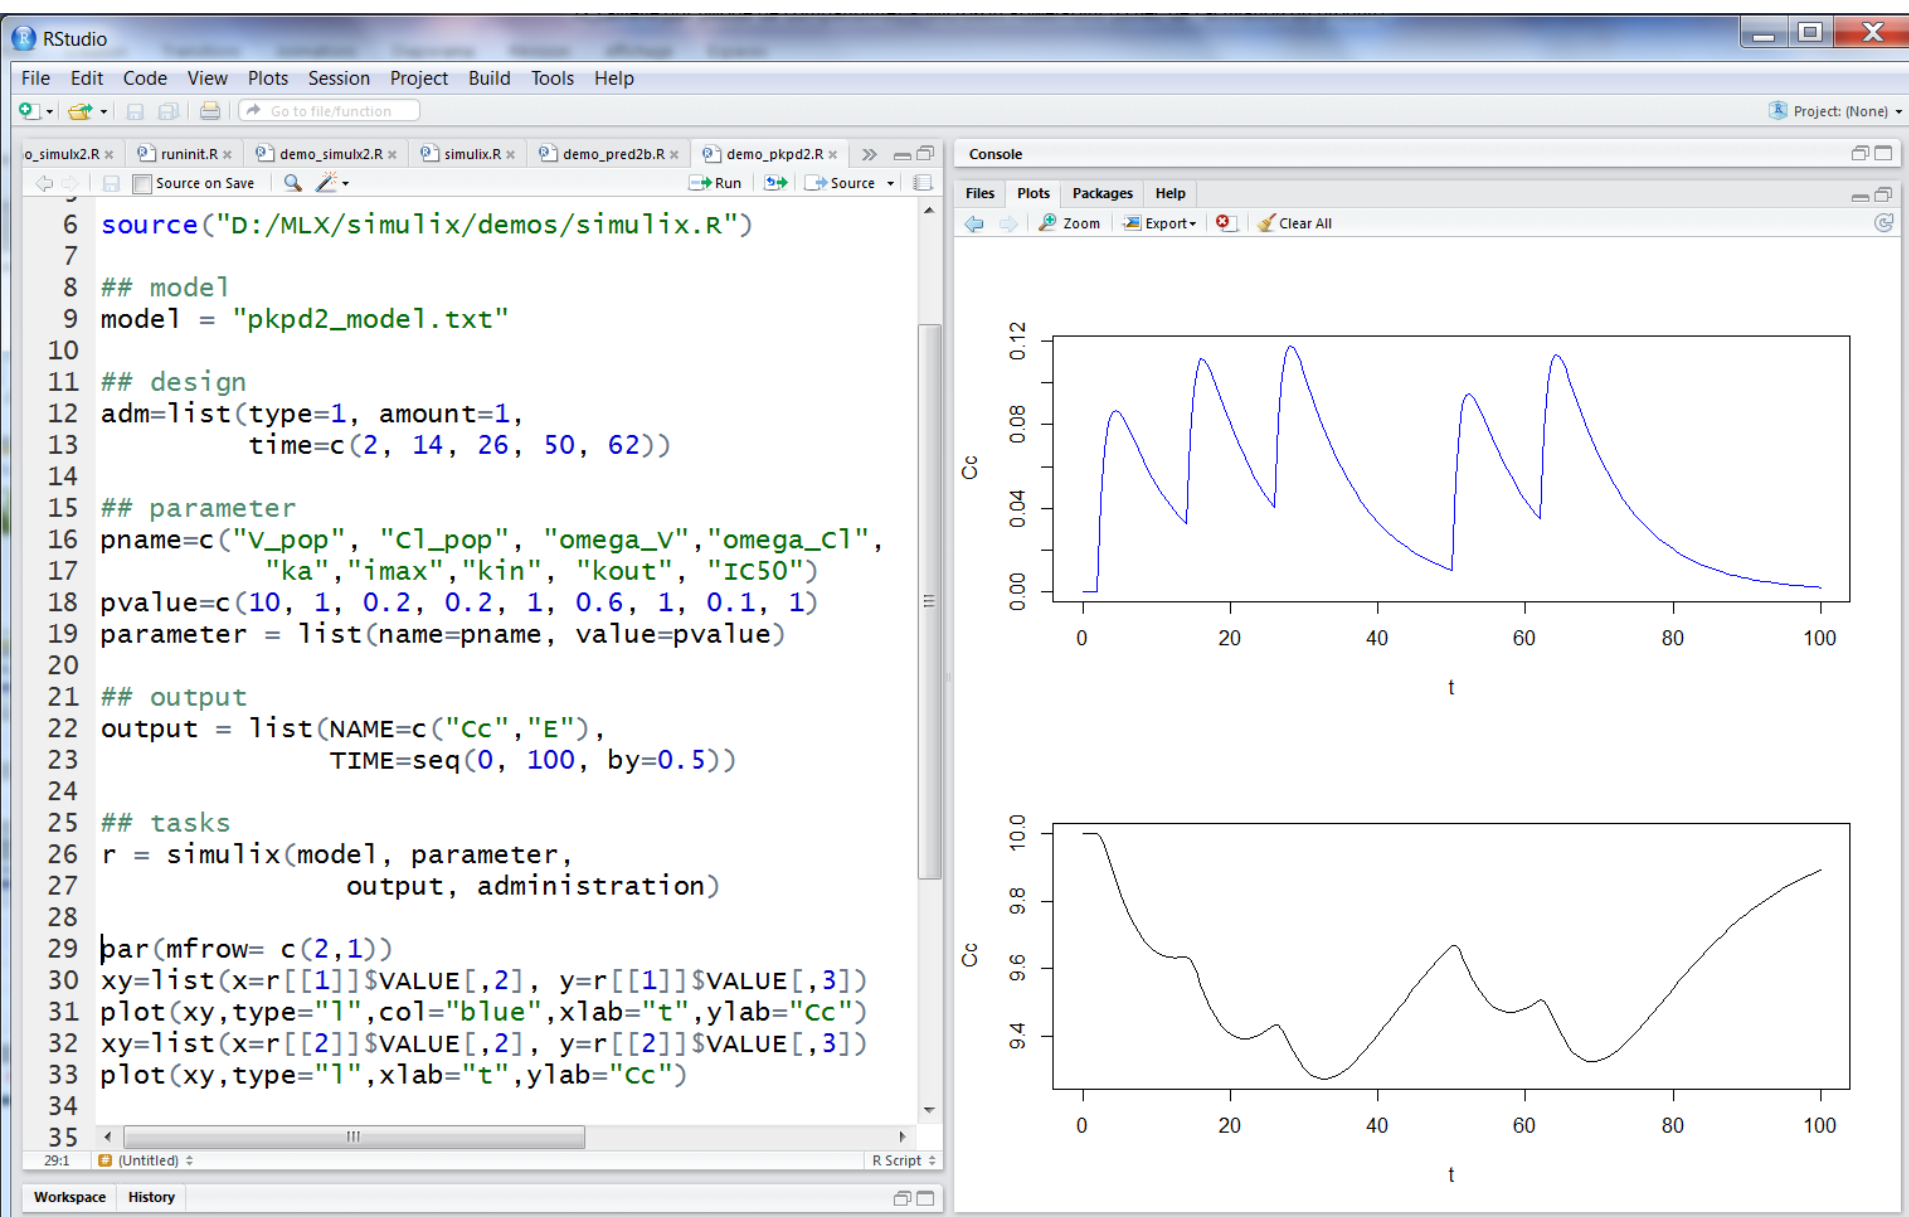 RStudio
File Edit Code View Plots Session Project Build Tools Help
Go to file/function
Project: (None)
o_simulx2.R runinit.R demo_simulx2.R simulix.R demo_pred2b.R demo_pkpd2.R
Source on Save Run Source
6 source("D:/MLX/simulix/demos/simulix.R")
7
8 ## model
9 model = "pkpd2_model.txt"
10
11 ## design
12 adm=list(type=1, amount=1,
13 time=c(2, 14, 26, 50, 62))
14
15 ## parameter
16 pname=c("V_pop", "Cl_pop", "omega_V","omega_Cl",
17 "ka","imax","kin", "kout", "IC50")
18 pvalue=c(10, 1, 0.2, 0.2, 1, 0.6, 1, 0.1, 1)
19 parameter = list(name=pname, value=pvalue)
20
21 ## output
22 output = list(NAME=c("Cc","E"),
23 TIME=seq(0, 100, by=0.5))
24
25 ## tasks
26 r = simulix(model, parameter,
27 output, administration)
28
29 par(mfrow= c(2,1))
30 xy=list(x=r[[1]]$VALUE[,2], y=r[[1]]$VALUE[,3])
31 plot(xy,type="l",col="blue",xlab="t",ylab="Cc")
32 xy=list(x=r[[2]]$VALUE[,2], y=r[[2]]$VALUE[,3])
33 plot(xy,type="l",xlab="t",ylab="Cc")
34
35
29:1 (Untitled) R Script
Workspace History
Console
Files Plots Packages Help
Zoom Export Clear All
0.12
0.08
0.04
0.00
Cc
0 20 40 60 80 100
t
10.0
9.8
9.6
9.4
Cc
0 20 40 60 80 100
t